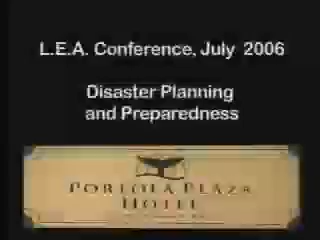 L.E.A. Conference, July 2006
Disaster Planning
and Preparedness
PORTOLA PLAZA
HOTEL